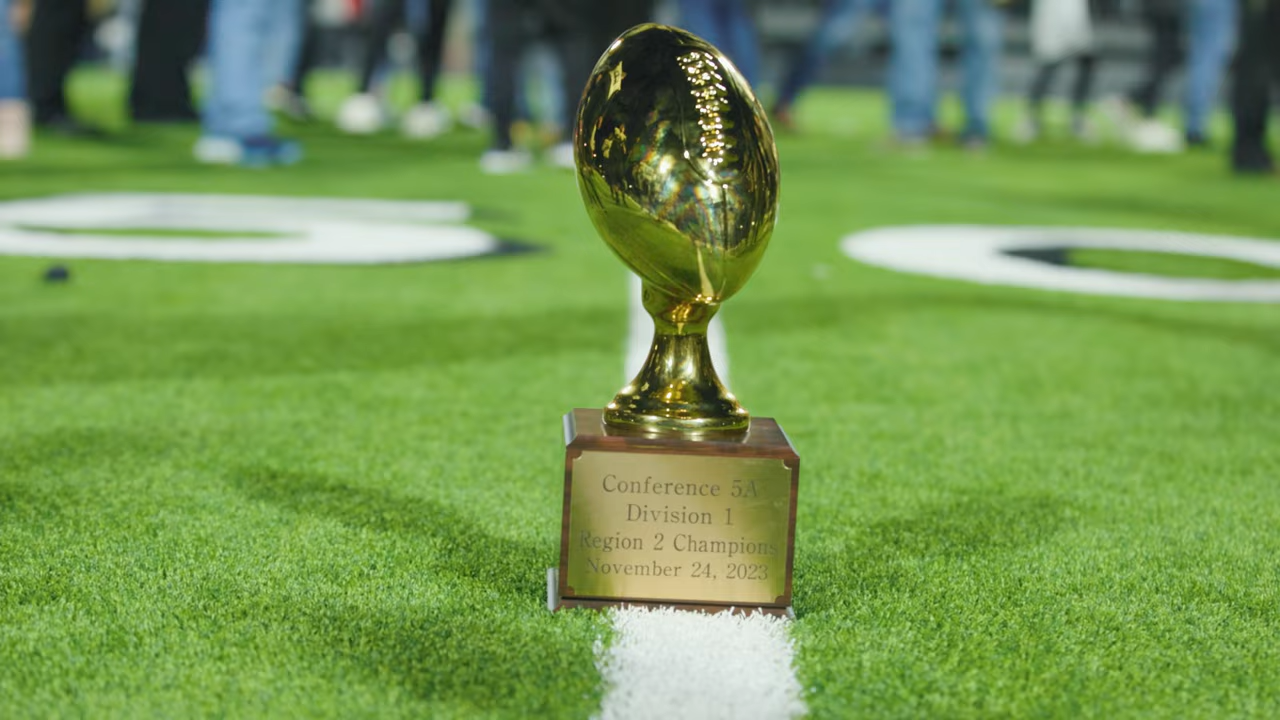 Conference 5A
Division 1
Region 2 Champions
November 24, 2023